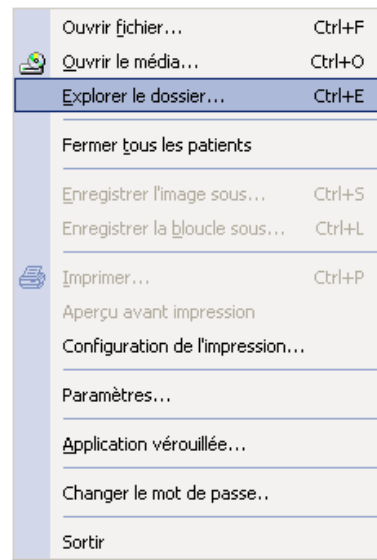 Ouvrir fichier... Ctrl+F
Ouvrir le média... Ctrl+O
Explorer le dossier... Ctrl+E
Fermer tous les patients
Enregistrer l'image sous... Ctrl+S
Enregistrer la bloucle sous... Ctrl+L
Imprimer... Ctrl+P
Aperçu avant impression
Configuration de l'impression...
Paramètres...
Application vérouillée...
Changer le mot de passe..
Sortir